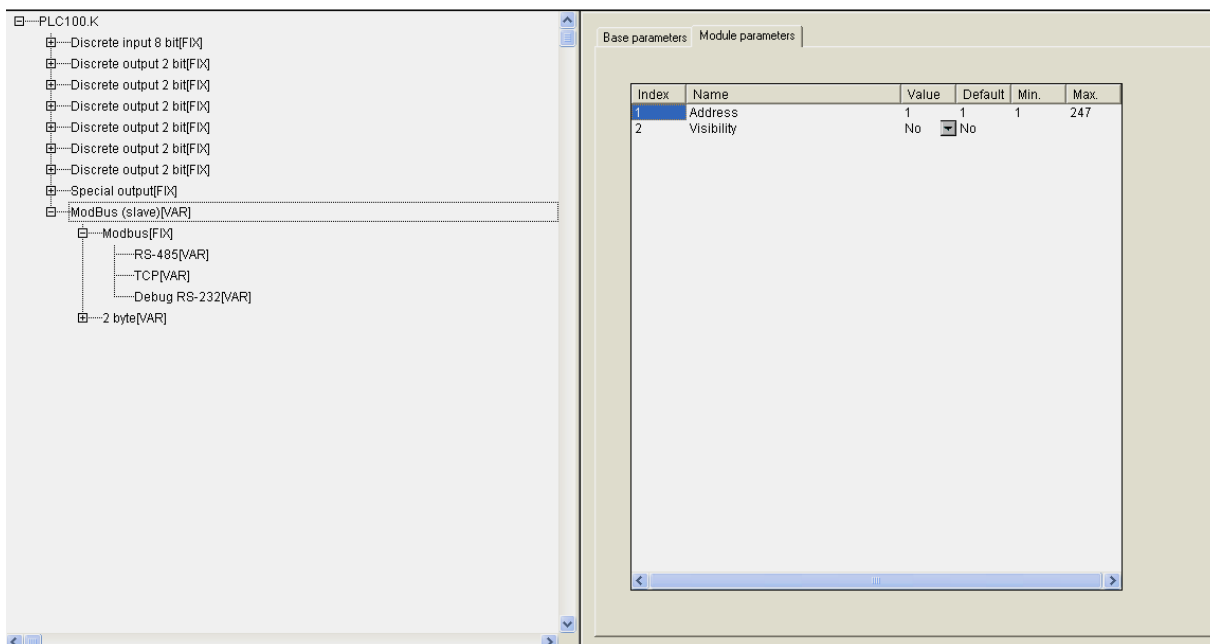 PLC100.K
Discrete input 8 bit[FIX]
Discrete output 2 bit[FIX]
Discrete output 2 bit[FIX]
Discrete output 2 bit[FIX]
Discrete output 2 bit[FIX]
Discrete output 2 bit[FIX]
Discrete output 2 bit[FIX]
Special output[FIX]
ModBus (slave)[VAR]
Modbus[FIX]
RS-485[VAR]
TCP[VAR]
Debug RS-232[VAR]
2 byte[VAR]
Base parameters Module parameters
Index Name Value Default Min. Max.
1 Address 1 1 1 247
2 Visibility No No